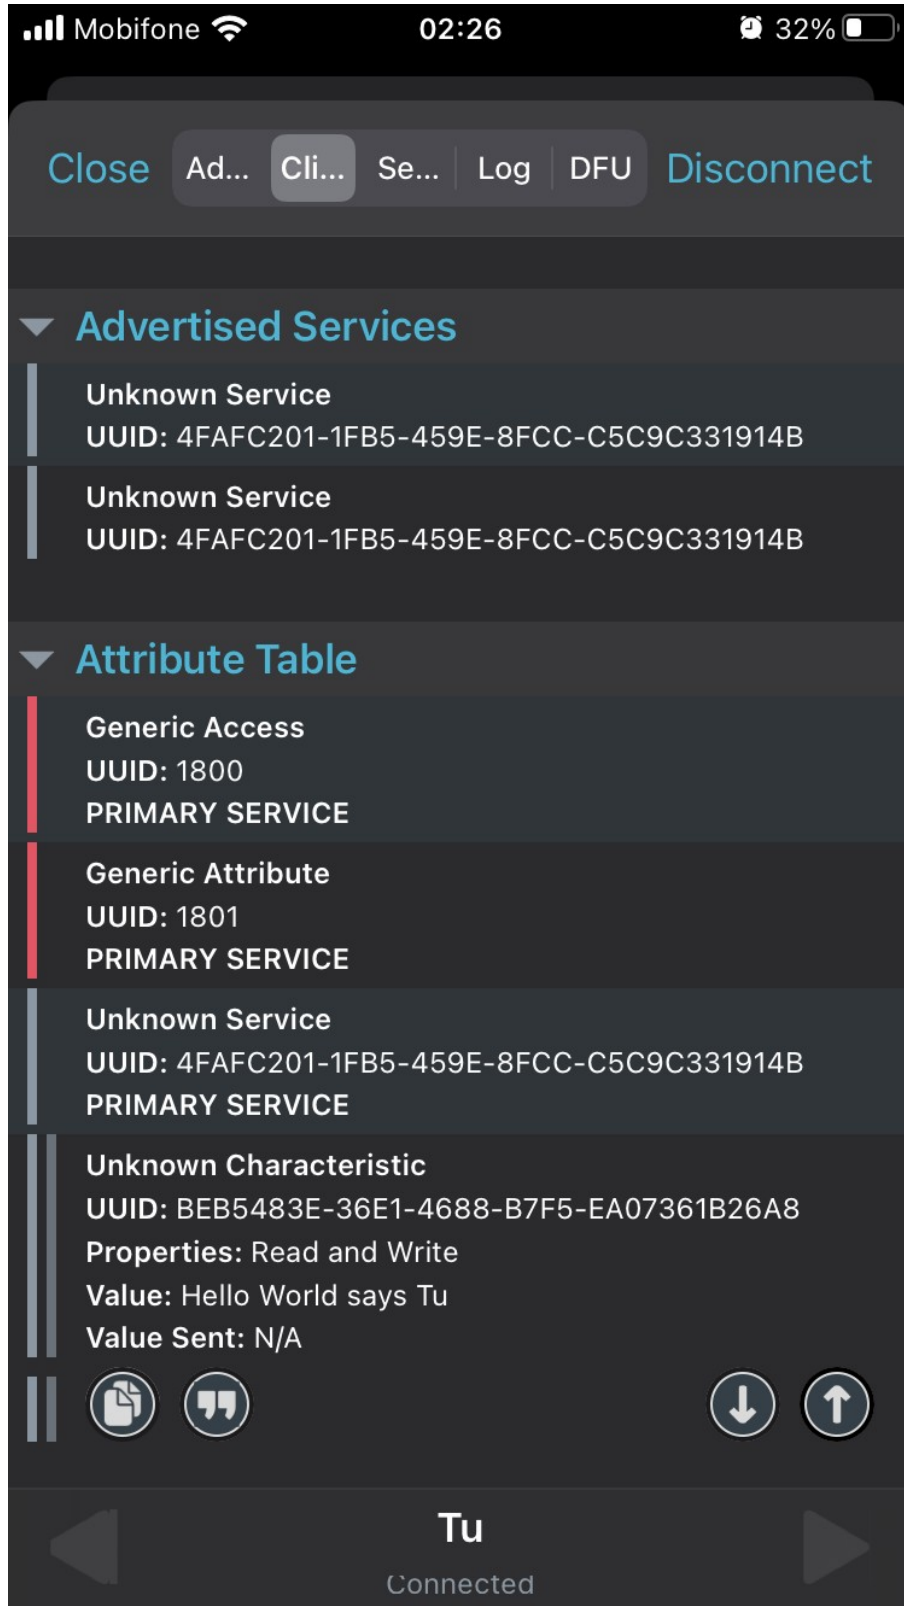 Mobifone 02:26 32%
Close Ad... Cli... Se... Log DFU Disconnect
Advertised Services
Unknown Service
UUID: 4FAFC201-1FB5-459E-8FCC-C5C9C331914B
Unknown Service
UUID: 4FAFC201-1FB5-459E-8FCC-C5C9C331914B
Attribute Table
Generic Access
UUID: 1800
PRIMARY SERVICE
Generic Attribute
UUID: 1801
PRIMARY SERVICE
Unknown Service
UUID: 4FAFC201-1FB5-459E-8FCC-C5C9C331914B
PRIMARY SERVICE
Unknown Characteristic
UUID: BEB5483E-36E1-4688-B7F5-EA07361B26A8
Properties: Read and Write
Value: Hello World says Tu
Value Sent: N/A
Tu
Connected